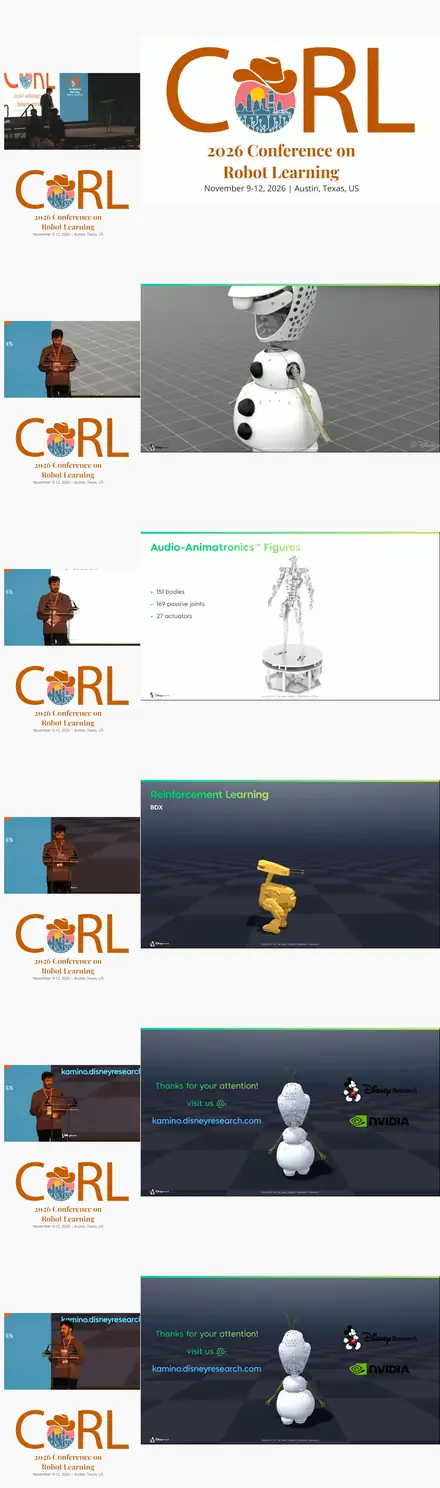 CORL
2026 Conference on
Robot Learning
November 9-12, 2026 | Austin, Texas, US
CORL
2026 Conference on
Robot Learning
November 9-12, 2026 | Austin, Texas, US
© Disney
CORL
2026 Conference on
Robot Learning
November 9-12, 2026 | Austin, Texas, US
Audio-Animatronics™ Figures
• 151 bodies
• 169 passive joints
• 27 actuators
CORL
2026 Conference on
Robot Learning
November 9-12, 2026 | Austin, Texas, US
Reinforcement Learning
BDX
CORL
2026 Conference on
Robot Learning
November 9-12, 2026 | Austin, Texas, US
kamino.disneyresearch
Thanks for your attention!
visit us @:
kamino.disneyresearch.com
Disney Research
NVIDIA
CORL
2026 Conference on
Robot Learning
November 9-12, 2026 | Austin, Texas, US
kamino.disneyresearch
Thanks for your attention!
visit us @:
kamino.disneyresearch.com
Disney Research
NVIDIA
CORL
2026 Conference on
Robot Learning
November 9-12, 2026 | Austin, Texas, US